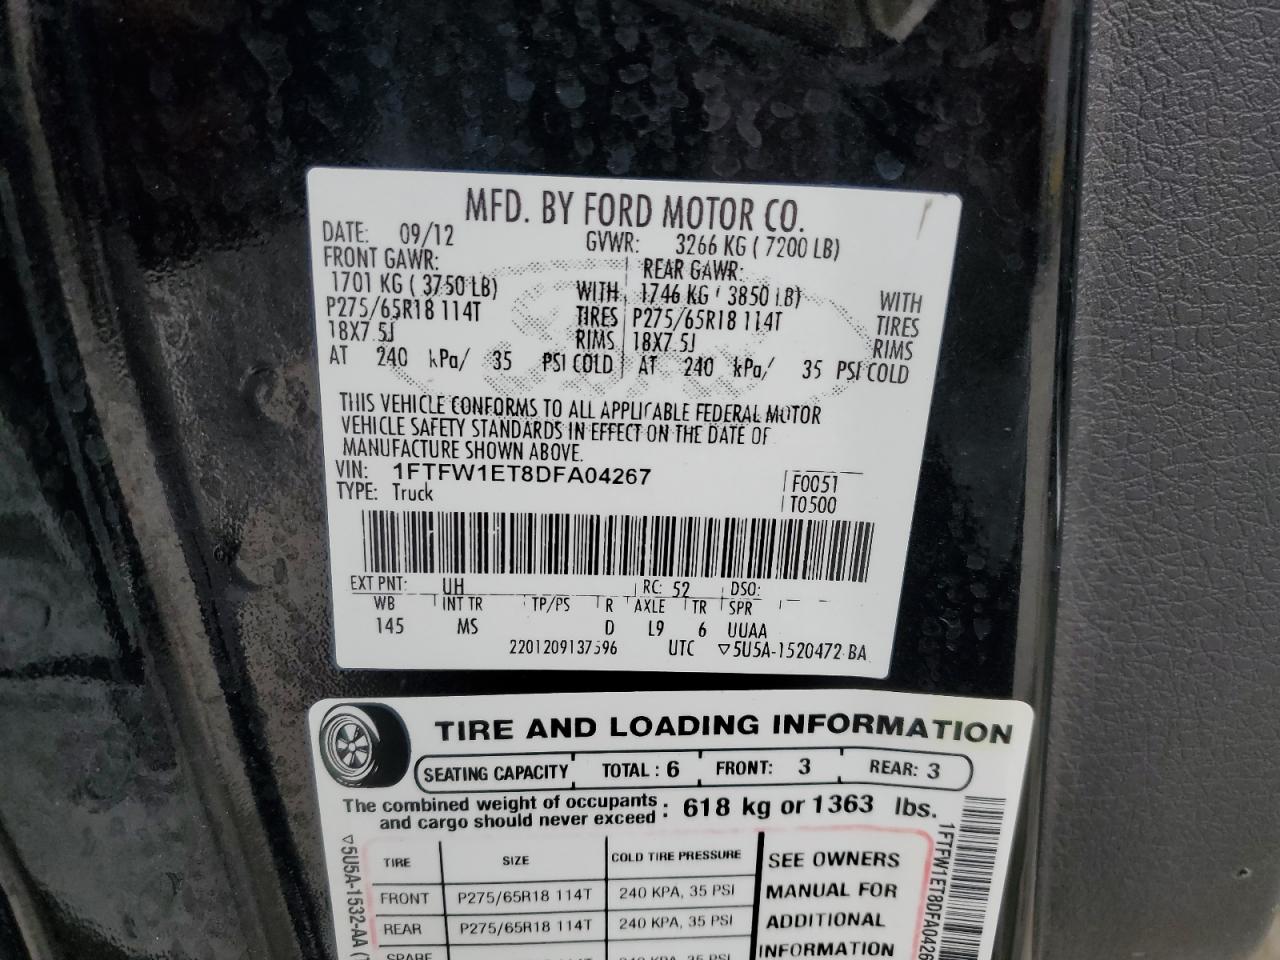 MFD. BY FORD MOTOR CO.
DATE: 09/12 GVWR: 3266 KG ( 7200 LB)
FRONT GAWR: REAR GAWR:
1701 KG ( 3750 LB) WITH 1746 KG ( 3850 LB) WITH
P275/65R18 114T TIRES P275/65R18 114T TIRES
18X7.5J RIMS 18X7.5J RIMS
AT 240 kPa/ 35 PSI COLD AT 240 kPa/ 35 PSI COLD
THIS VEHICLE CONFORMS TO ALL APPLICABLE FEDERAL MOTOR
VEHICLE SAFETY STANDARDS IN EFFECT ON THE DATE OF
MANUFACTURE SHOWN ABOVE.
VIN: 1FTFW1ET8DFA04267 F0051
TYPE: Truck T0500
EXT PNT: UH RC: 52 DSO:
WB INT TR TP/PS R AXLE TR SPR
145 MS D L9 6 UUAA
2201209137596 UTC ▽5U5A-1520472-BA
TIRE AND LOADING INFORMATION
SEATING CAPACITY TOTAL : 6 FRONT: 3 REAR: 3
The combined weight of occupants
and cargo should never exceed : 618 kg or 1363 lbs.
TIRE SIZE COLD TIRE PRESSURE
FRONT P275/65R18 114T 240 KPA, 35 PSI
REAR P275/65R18 114T 240 KPA, 35 PSI
SPARE
SEE OWNERS
MANUAL FOR
ADDITIONAL
INFORMATION
▽5U5A-1532-AA
1FTFW1ET8DFA0426